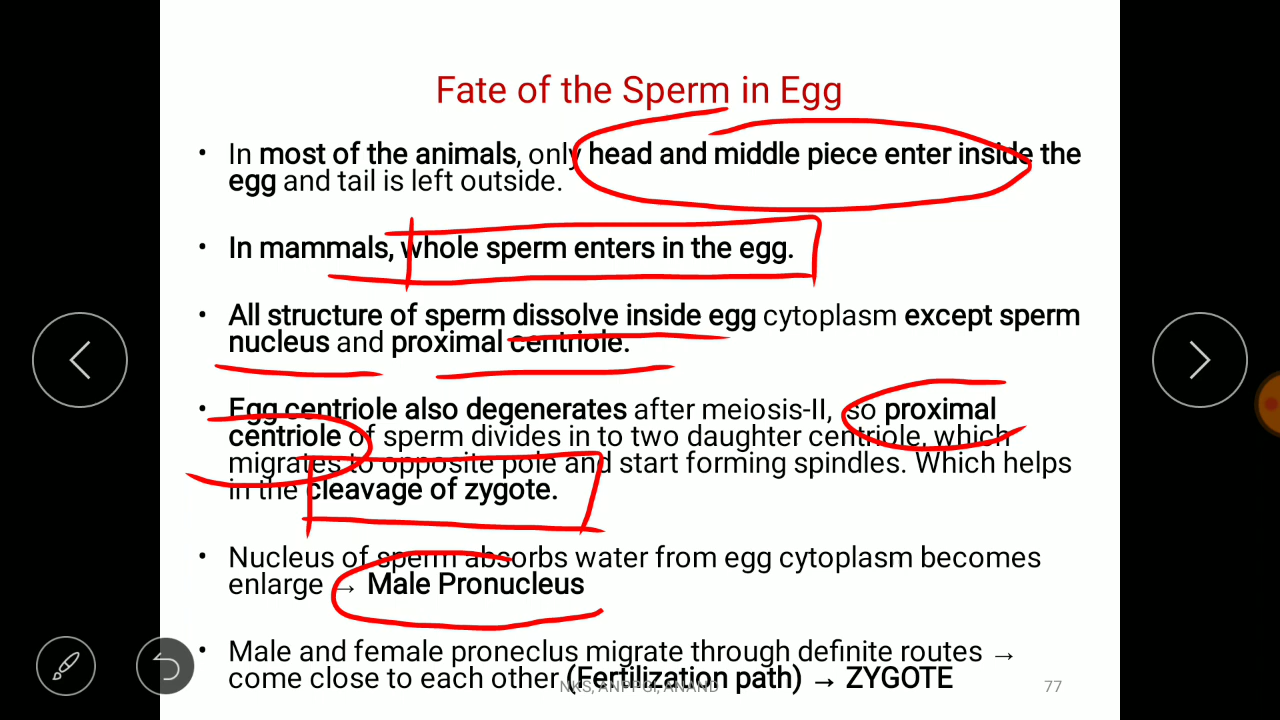 Fate of the Sperm in Egg
• In most of the animals, only head and middle piece enter inside the
egg and tail is left outside.
• In mammals, whole sperm enters in the egg.
• All structure of sperm dissolve inside egg cytoplasm except sperm
nucleus and proximal centriole.
• Egg centriole also degenerates after meiosis-II, so proximal
centriole of sperm divides in to two daughter centriole, which
migrates to opposite pole and start forming spindles. Which helps
in the cleavage of zygote.
• Nucleus of sperm absorbs water from egg cytoplasm becomes
enlarge → Male Pronucleus
• Male and female proneclus migrate through definite routes →
come close to each other (Fertilization path) → ZYGOTE
NKS, ANAND 77